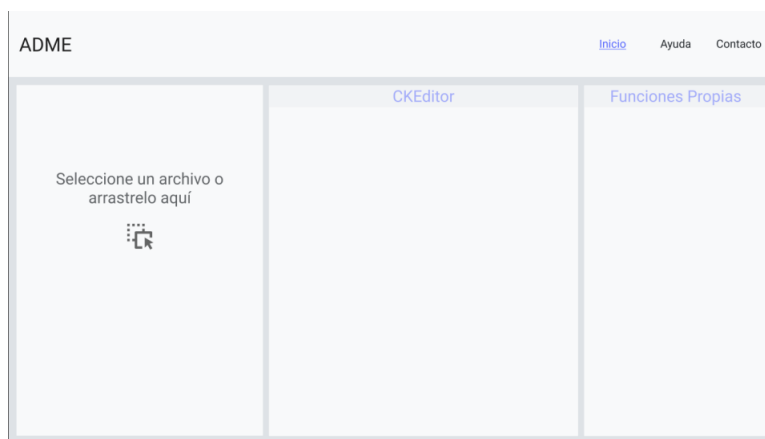 ADME
Inicio Ayuda Contacto
CKEditor Funciones Propias
Seleccione un archivo o
arrastrelo aquí